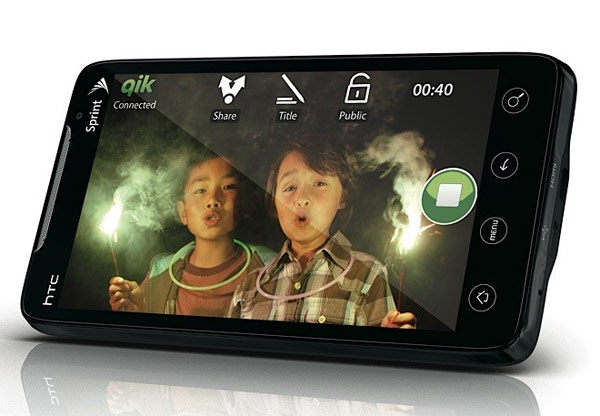 Sprint
qik
Connected
Share
Title
Public
00:40
MENU
hTC